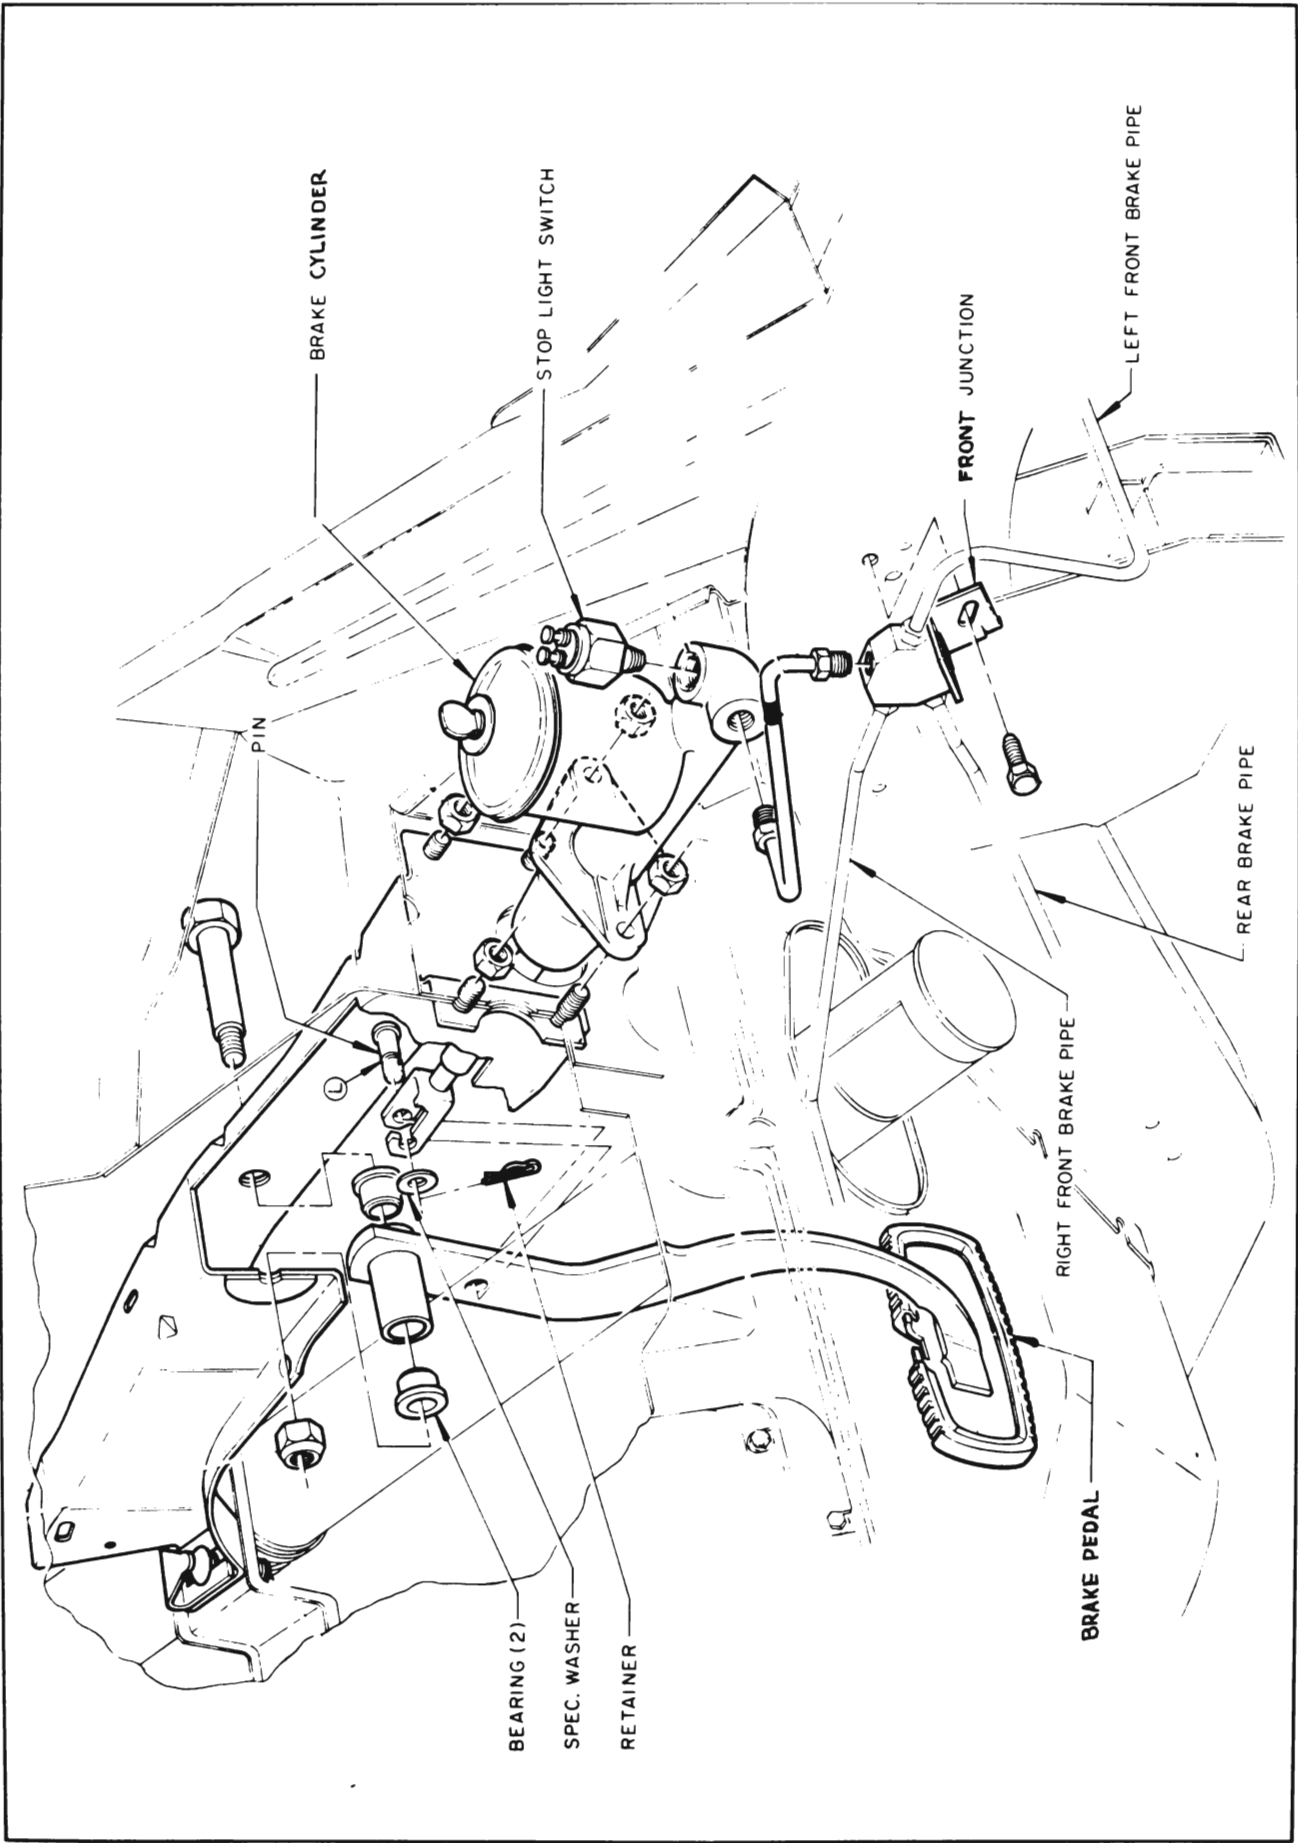 BRAKE CYLINDER
STOP LIGHT SWITCH
LEFT FRONT BRAKE PIPE
FRONT JUNCTION
PIN
L
REAR BRAKE PIPE
RIGHT FRONT BRAKE PIPE
BEARING (2)
SPEC. WASHER
RETAINER
BRAKE PEDAL